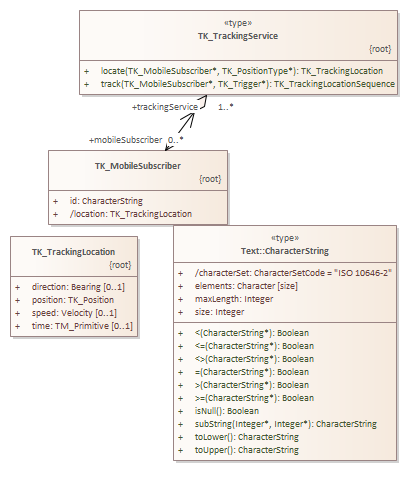 «type»
TK_TrackingService
{root}
+ locate(TK_MobileSubscriber*, TK_PositionType*): TK_TrackingLocation
+ track(TK_MobileSubscriber*, TK_Trigger*): TK_TrackingLocationSequence
+trackingService 1..*
+mobileSubscriber 0..*
TK_MobileSubscriber
{root}
+ id: CharacterString
+ /location: TK_TrackingLocation
TK_TrackingLocation
{root}
+ direction: Bearing [0..1]
+ position: TK_Position
+ speed: Velocity [0..1]
+ time: TM_Primitive [0..1]
«type»
Text::CharacterString
+ /characterSet: CharacterSetCode = "ISO 10646-2"
+ elements: Character [size]
+ maxLength: Integer
+ size: Integer
+ <(CharacterString*): Boolean
+ <=(CharacterString*): Boolean
+ <>(CharacterString*): Boolean
+ =(CharacterString*): Boolean
+ >(CharacterString*): Boolean
+ >=(CharacterString*): Boolean
+ isNull(): Boolean
+ subString(Integer*, Integer*): CharacterString
+ toLower(): CharacterString
+ toUpper(): CharacterString